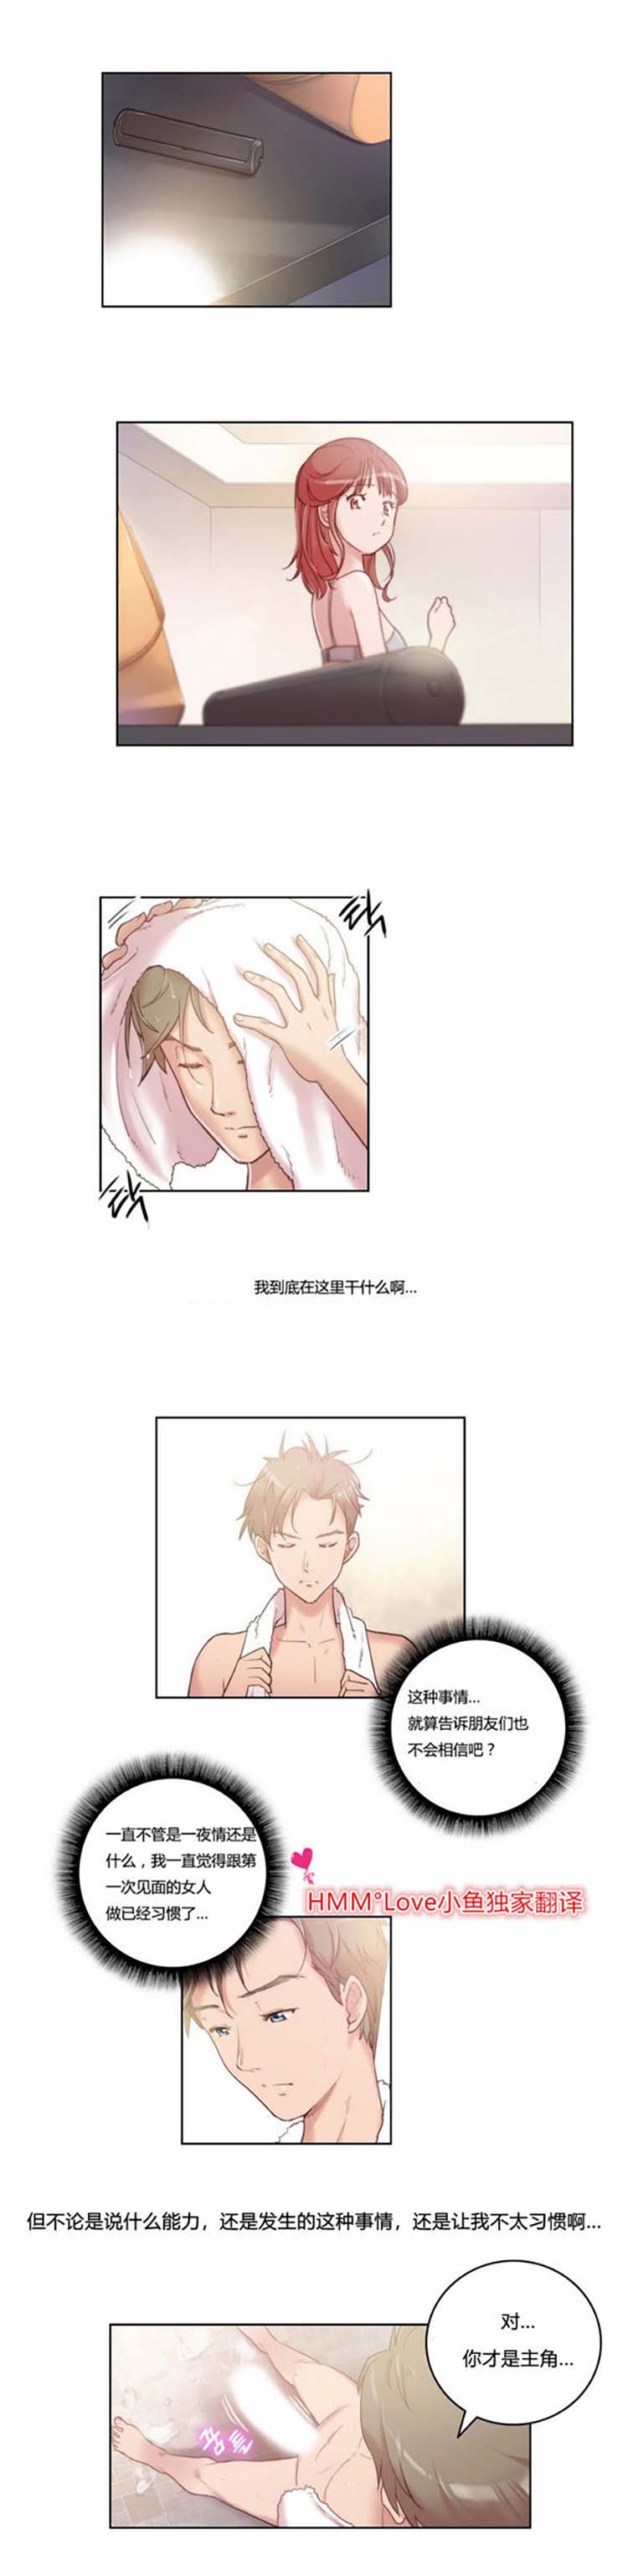 탁
탁
我到底在这里干什么啊...
这种事情...
就算告诉朋友们也
不会相信吧？
一直不管是一夜情还是
什么，我一直觉得跟第
一次见面的女人
做已经习惯了...
HMM°Love小鱼独家翻译
但不论是说什么能力，还是发生的这种事情，还是让我不太习惯啊...
对...
你才是主角...
꿈틀